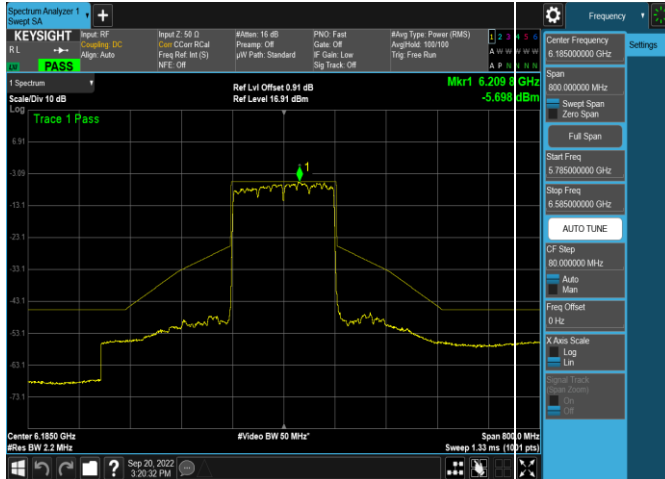 Spectrum Analyzer 1
Swept SA
+
Frequency
KEYSIGHT
RL
PASS
Input: RF
Coupling: DC
Align: Auto
Input Z: 50 Ω
Corr CCorr RCal
Freq Ref: Int (S)
NFE: Off
#Atten: 16 dB
Preamp: Off
µW Path: Standard
PNO: Fast
Gate: Off
IF Gain: Low
Sig Track: Off
#Avg Type: Power (RMS)
Avg|Hold: 100/100
Trig: Free Run
1 2 3 4 5 6
A W W W W W
A P N N N N
1 Spectrum
Scale/Div 10 dB
Log
Ref Lvl Offset 0.91 dB
Ref Level 16.91 dBm
Mkr1 6.209 8 GHz
-5.698 dBm
Trace 1 Pass
1
6.91
-3.09
-13.1
-23.1
-33.1
-43.1
-53.1
-63.1
-73.1
Center 6.1850 GHz
#Res BW 2.2 MHz
#Video BW 50 MHz*
Span 800.0 MHz
Sweep 1.33 ms (1001 pts)
?
Sep 20, 2022
3:20:32 PM
Center Frequency
6.185000000 GHz
Settings
Span
800.000000 MHz
Swept Span
Zero Span
Full Span
Start Freq
5.785000000 GHz
Stop Freq
6.585000000 GHz
AUTO TUNE
CF Step
80.000000 MHz
Auto
Man
Freq Offset
0 Hz
X Axis Scale
Log
Lin
Signal Track
(Span Zoom)
On
Off